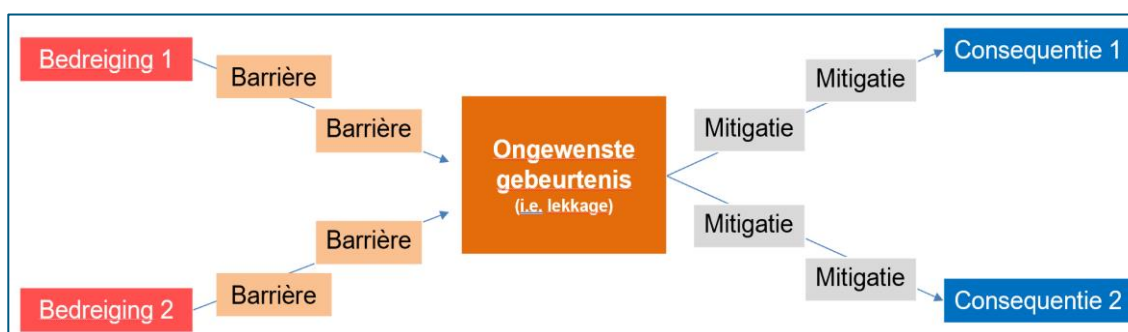 Bedreiging 1
Barrière
Barrière
Ongewenste
gebeurtenis
(i.e. lekkage)
Barrière
Barrière
Bedreiging 2
Mitigatie
Mitigatie
Consequentie 1
Mitigatie
Mitigatie
Consequentie 2